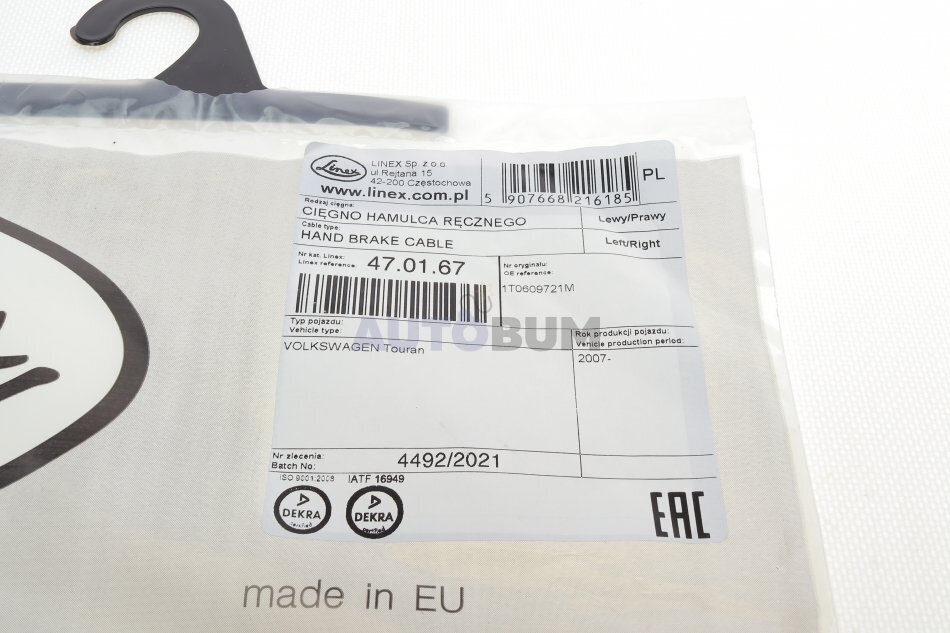 Linex
LINEX Sp. z o.o.
ul. Rejtana 15
42-200 Częstochowa
www.linex.com.pl
5 907668 216185
PL
Rodzaj cięgna:
CIĘGNO HAMULCA RĘCZNEGO
Lewy/Prawy
Cable type:
HAND BRAKE CABLE
Left/Right
Nr kat. Linex:
Linex reference:
47.01.67
Nr oryginału:
OE reference:
1T0609721M
AUTOBUM
Typ pojazdu:
Vehicle type:
VOLKSWAGEN Touran
Rok produkcji pojazdu:
Vehicle production period:
2007-
Nr zlecenia:
Batch No:
4492/2021
ISO 9001:2008
IATF 16949
DEKRA
certified
DEKRA
certified
EAC
made in EU